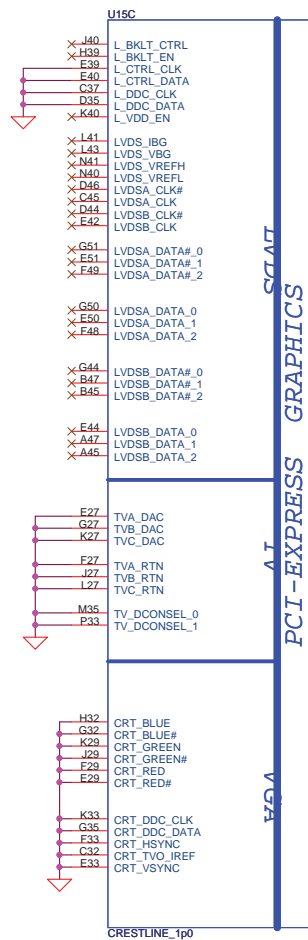 U15C
J40 L_BKLT_CTRL
H39 L_BKLT_EN
E39 L_CTRL_CLK
E40 L_CTRL_DATA
C37 L_DDC_CLK
D35 L_DDC_DATA
K40 L_VDD_EN
L41 LVDS_IBG
L43 LVDS_VBG
N41 LVDS_VREFH
N40 LVDS_VREFL
D46 LVDSA_CLK#
C45 LVDSA_CLK
D44 LVDSB_CLK#
E42 LVDSB_CLK
G51 LVDSA_DATA#_0
E51 LVDSA_DATA#_1
F49 LVDSA_DATA#_2
G50 LVDSA_DATA_0
E50 LVDSA_DATA_1
F48 LVDSA_DATA_2
G44 LVDSB_DATA#_0
B47 LVDSB_DATA#_1
B45 LVDSB_DATA#_2
E44 LVDSB_DATA_0
A47 LVDSB_DATA_1
A45 LVDSB_DATA_2
LVDS
E27 TVA_DAC
G27 TVB_DAC
K27 TVC_DAC
F27 TVA_RTN
J27 TVB_RTN
L27 TVC_RTN
M35 TV_DCONSEL_0
P33 TV_DCONSEL_1
H32 CRT_BLUE
G32 CRT_BLUE#
K29 CRT_GREEN
J29 CRT_GREEN#
F29 CRT_RED
E29 CRT_RED#
K33 CRT_DDC_CLK
G35 CRT_DDC_DATA
F33 CRT_HSYNC
C32 CRT_TVO_IREF
E33 CRT_VSYNC
VGA
PCI-EXPRESS GRAPHICS
CRESTLINE_1p0